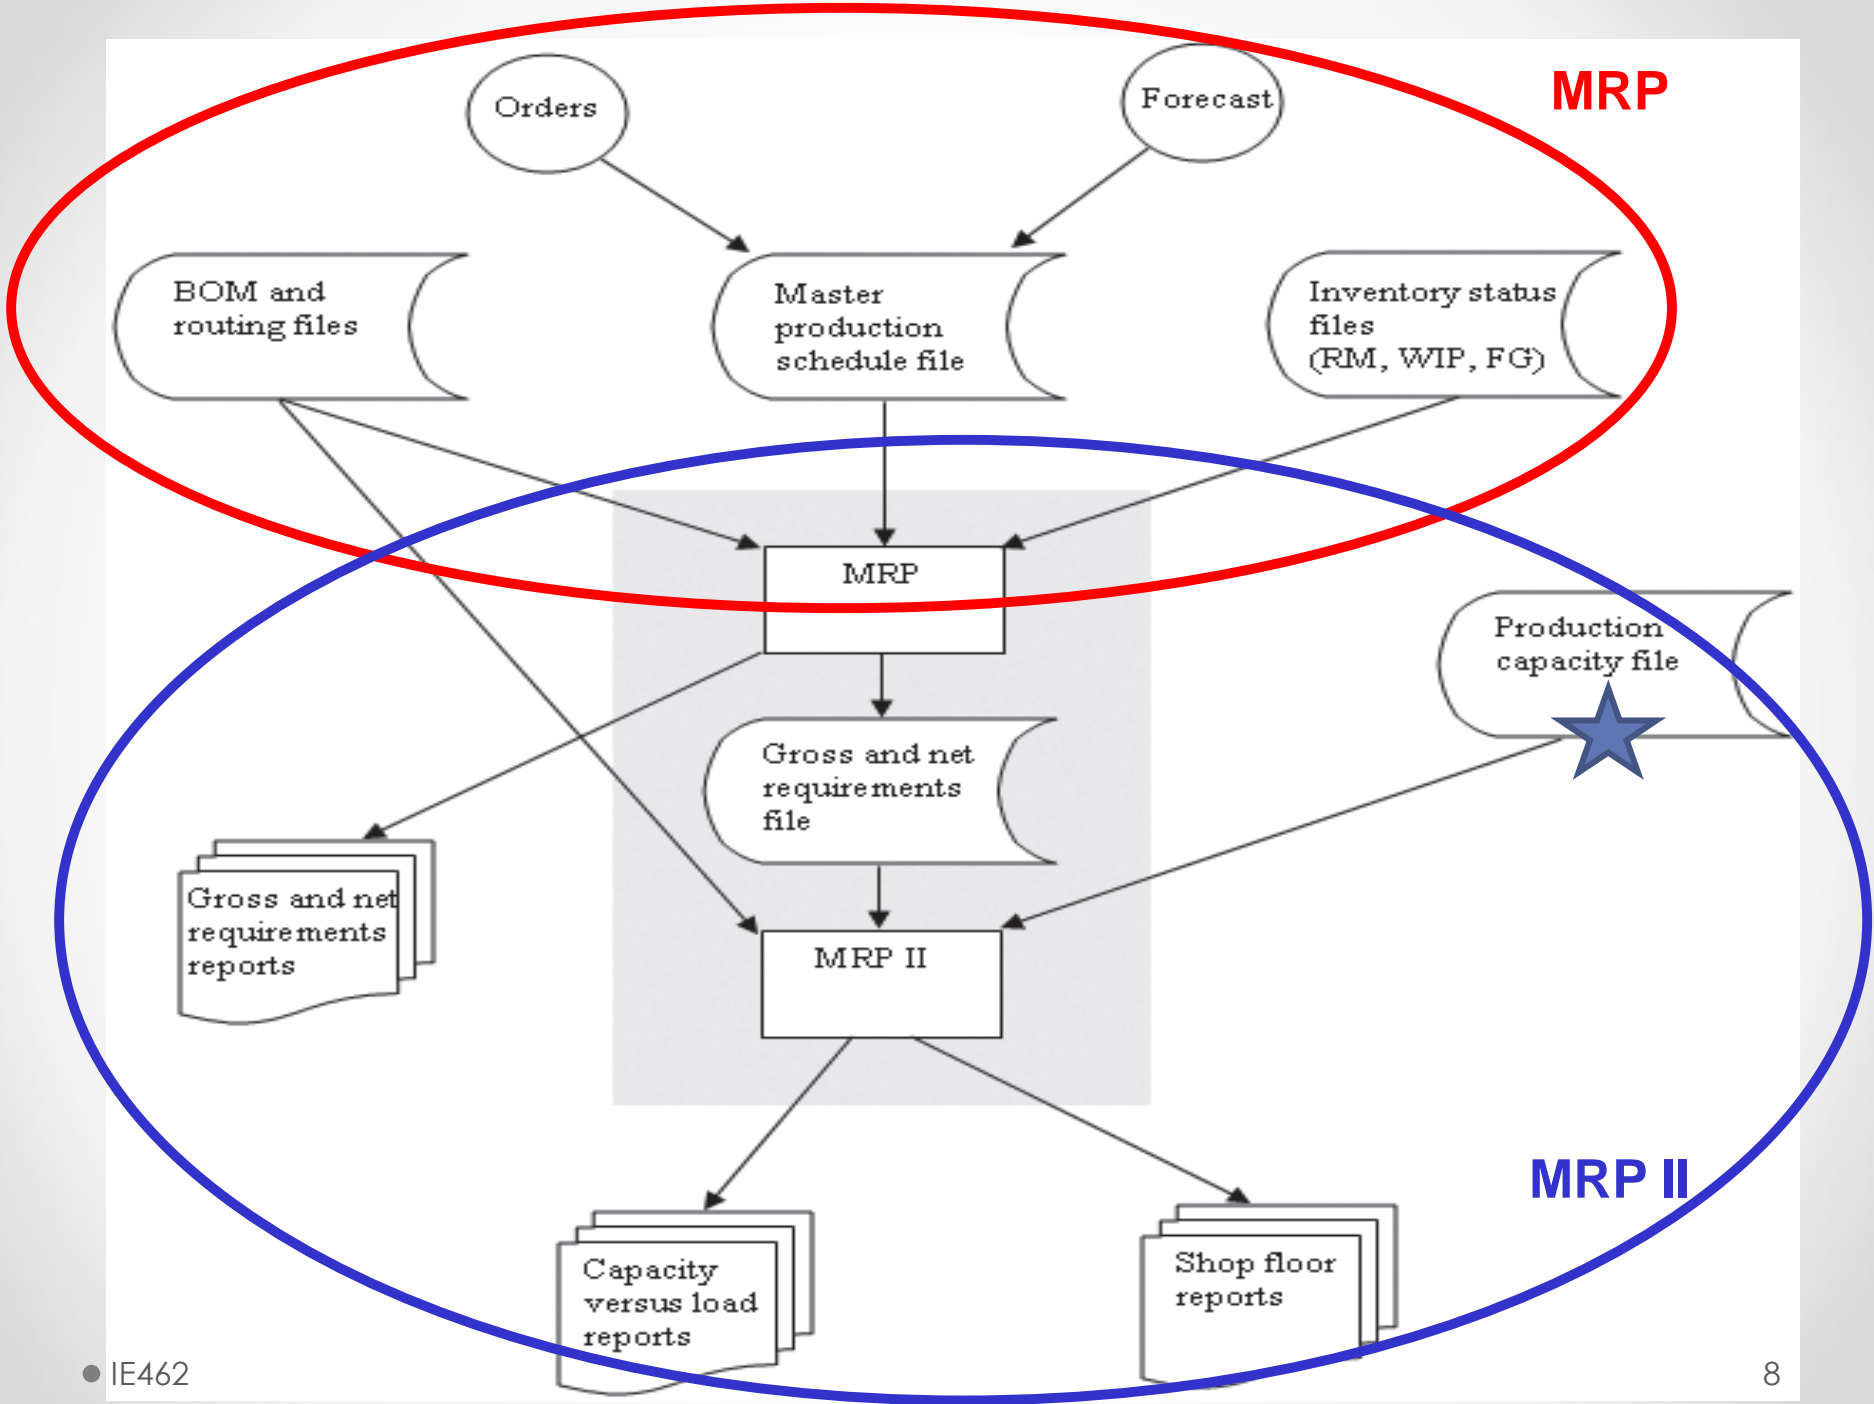 MRP
Orders
Forecast
BOM and
routing files
Master
production
schedule file
Inventory status
files
(RM, WIP, FG)
MRP
Production
capacity file
Gross and net
requirements
file
Gross and net
requirements
reports
MRP II
MRP II
Capacity
versus load
reports
Shop floor
reports
IE462
8